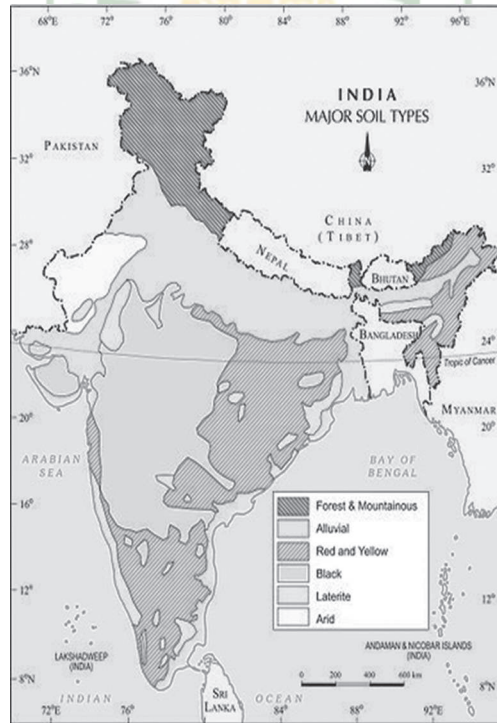 68°E 72° 76° 80° 84° 88° 92° 96°E
36°N
36°N
INDIA
MAJOR SOIL TYPES
PAKISTAN
32°
32°
CHINA
(TIBET)
NEPAL
28°
28°
BHUTAN
BANGLADESH
24°
24°
Tropic of Cancer
MYANMAR
20°
20°
ARABIAN
SEA
BAY OF
BENGAL
16°
16°
Forest & Mountainous
Alluvial
Red and Yellow
Black
Laterite
Arid
12°
12°
LAKSHADWEEP
(INDIA)
ANDAMAN & NICOBAR ISLANDS
(INDIA)
0 200 400 600 km
8°N
8°N
INDIAN
SRI
LANKA
OCEAN
72°E 76° 80° 84° 88° 92°E